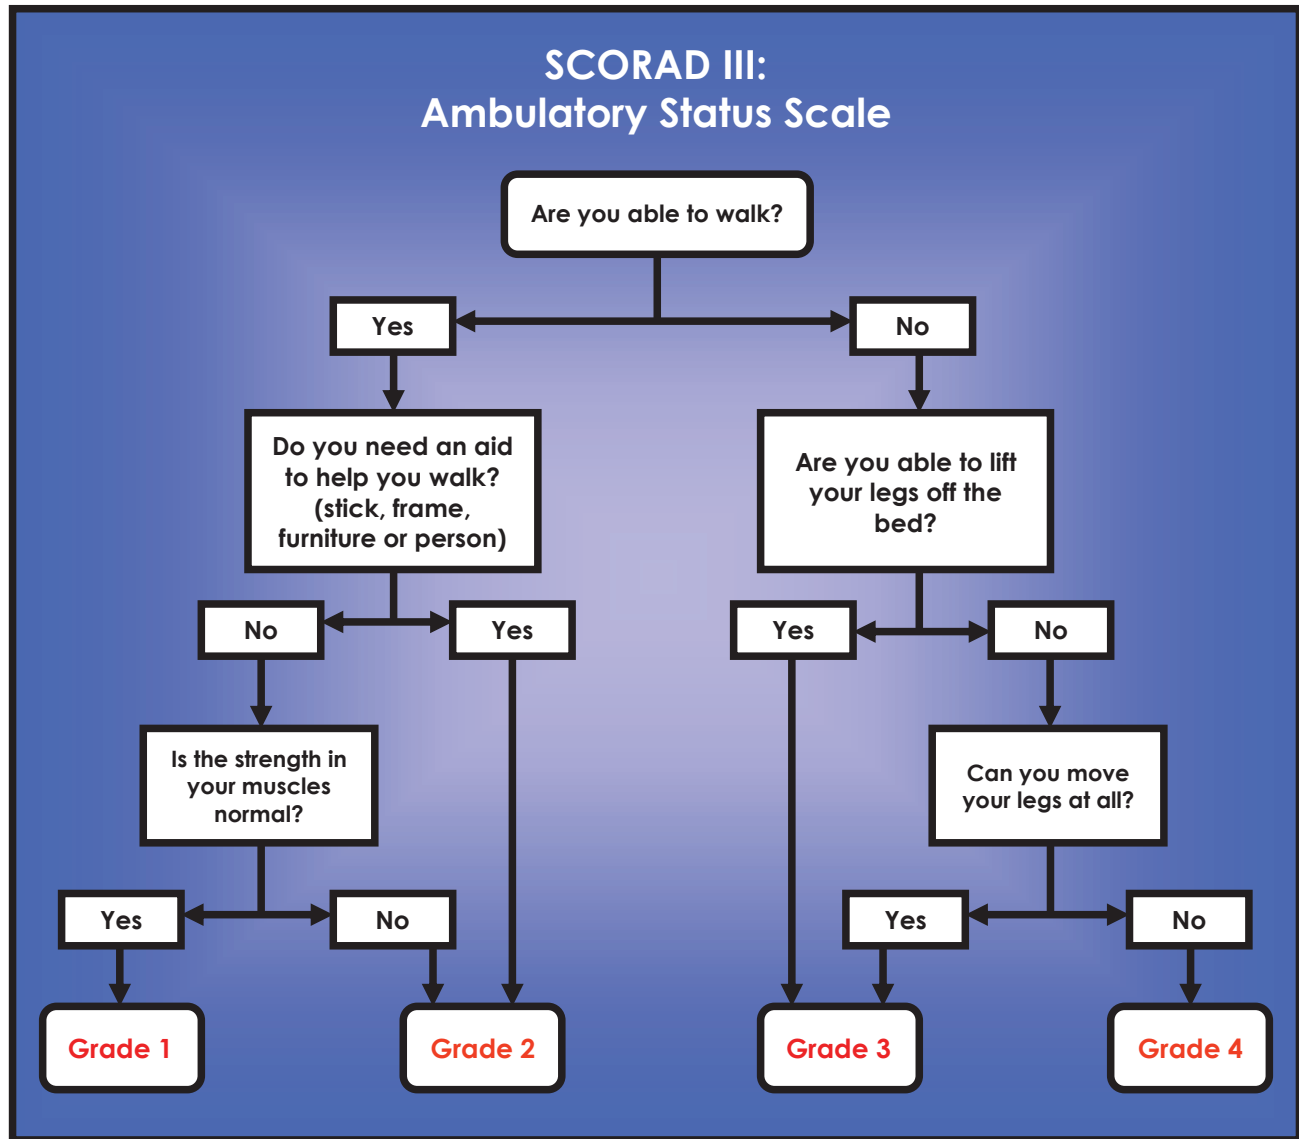 SCORAD III:
Ambulatory Status Scale
Are you able to walk?
Yes
No
Do you need an aid
to help you walk?
(stick, frame,
furniture or person)
Are you able to lift
your legs off the
bed?
No
Yes
Yes
No
Is the strength in
your muscles
normal?
Can you move
your legs at all?
Yes
No
Yes
No
Grade 1
Grade 2
Grade 3
Grade 4